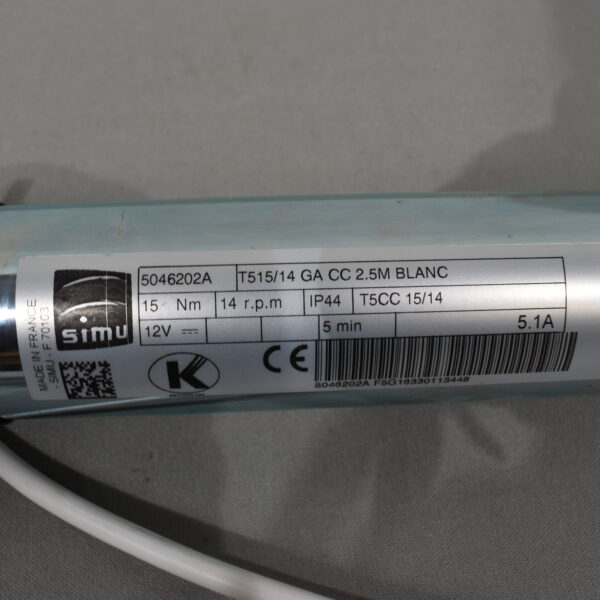 MADE IN FRANCE
SIMU - F 70103
simu
5046202A T515/14 GA CC 2.5M BLANC
15 Nm 14 r.p.m IP44 T5CC 15/14
12V 5 min 5.1A
K
CE
5046202A F5G16330113448